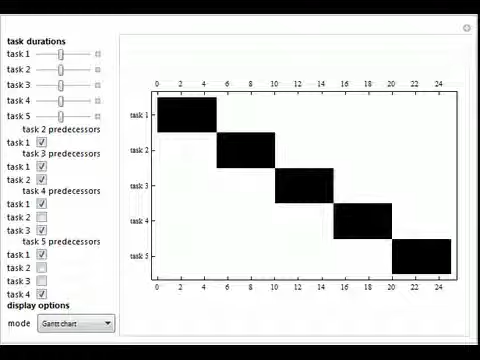 task durations
task 1
task 2
task 3
task 4
task 5
task 2 predecessors
task 1
task 3 predecessors
task 1
task 2
task 4 predecessors
task 1
task 2
task 3
task 5 predecessors
task 1
task 2
task 3
task 4
display options
mode Gantt chart
0 2 4 6 8 10 12 14 16 18 20 22 24
task 1
task 2
task 3
task 4
task 5
0 2 4 6 8 10 12 14 16 18 20 22 24